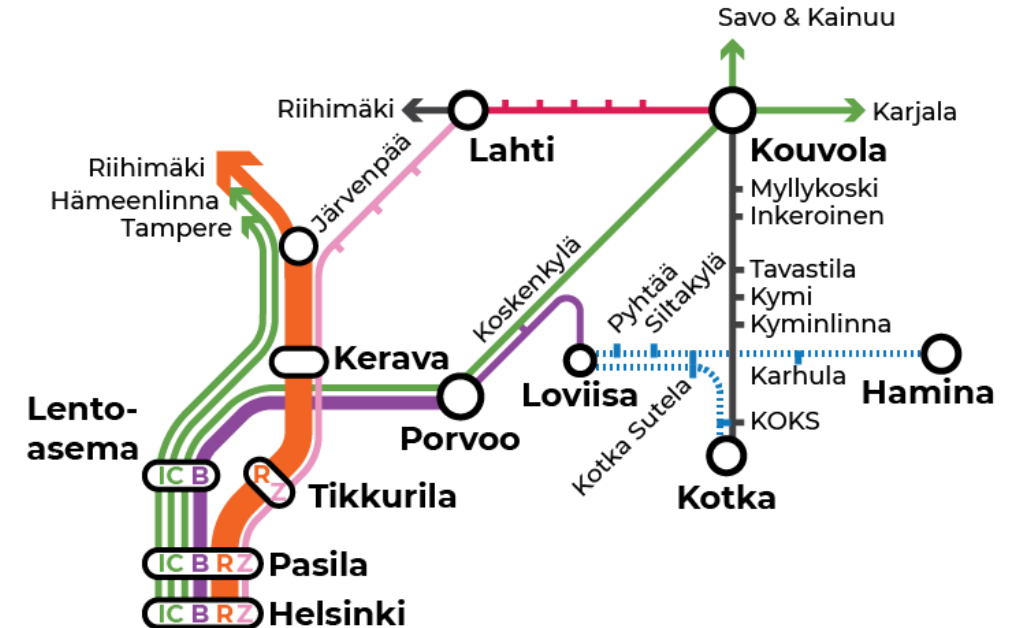 Savo & Kainuu
Riihimäki
Karjala
Lahti
Kouvola
Järvenpää
Riihimäki
Hämeenlinna
Tampere
Myllykoski
Inkeroinen
Koskenkylä
Pyhtää
Siltakylä
Tavastila
Kymi
Kyminlinna
Kerava
Loviisa
Karhula
Hamina
Lento-
asema
Porvoo
Kotka Sutela
KOKS
IC B
R
Z
Tikkurila
Kotka
IC B R Z
Pasila
IC B R Z
Helsinki